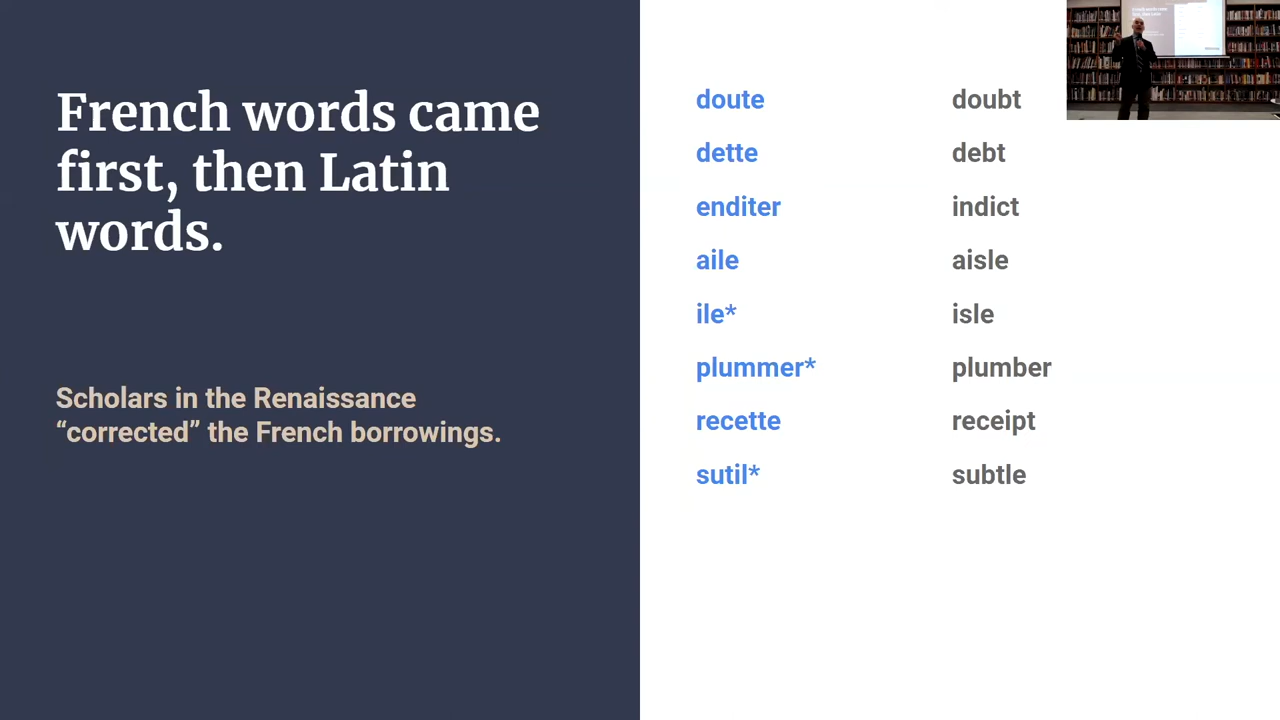 French words came
first, then Latin
words.
Scholars in the Renaissance
“corrected” the French borrowings.
doute doubt
dette debt
enditer indict
aile aisle
ile* isle
plummer* plumber
recette receipt
sutil* subtle